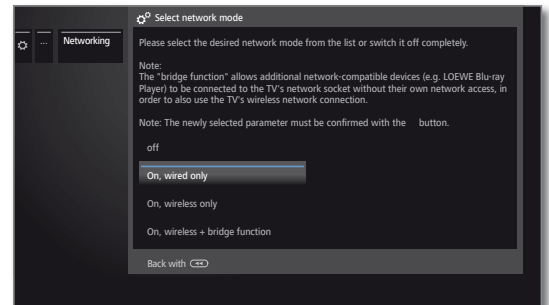 Select network mode
... Networking
Please select the desired network mode from the list or switch it off completely.
Note:
The "bridge function" allows additional network-compatible devices (e.g. LOEWE Blu-ray
Player) to be connected to the TV's network socket without their own network access, in
order to also use the TV's wireless network connection.
Note: The newly selected parameter must be confirmed with the button.
off
On, wired only
On, wireless only
On, wireless + bridge function
Back with